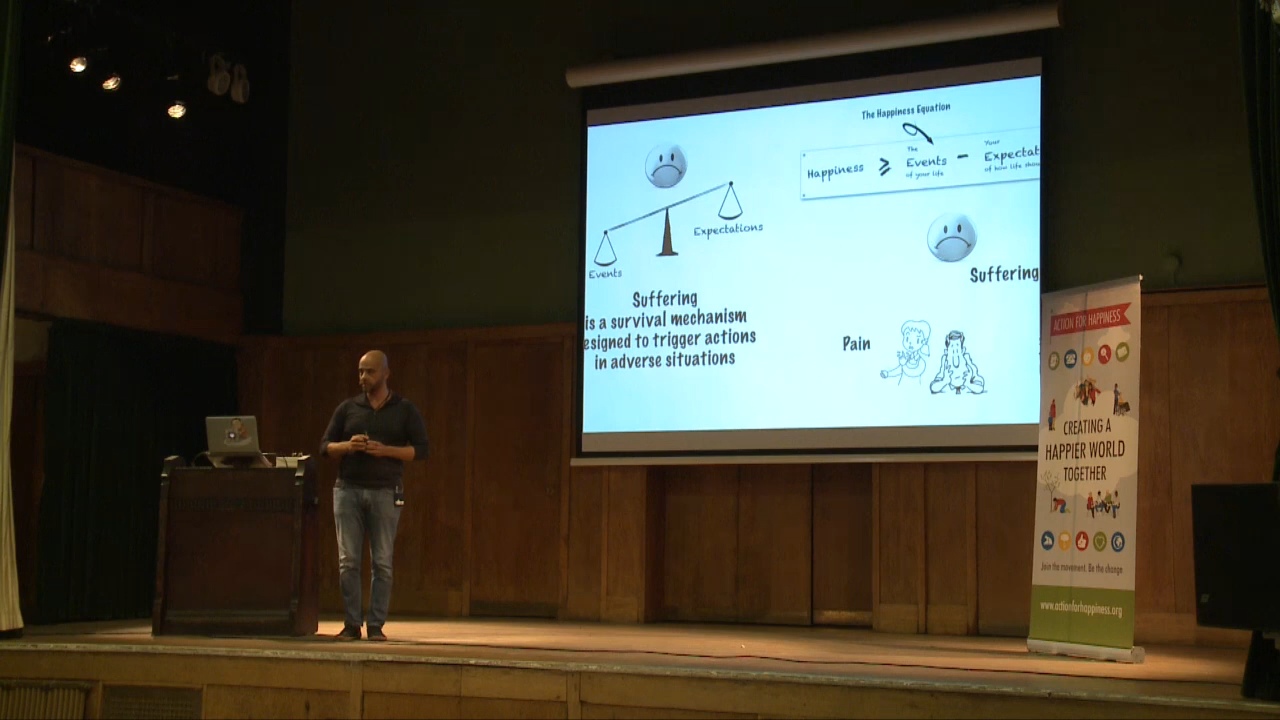 The Happiness Equation
Happiness ≥ The Events of your life – Your
of how life
Events
Expectations
Suffering
is a survival mechanism
esigned to trigger actions
in adverse situations
Suffering
Pain
ACTION FOR HAPPINESS
CREATING A
HAPPIER WORLD
TOGETHER
Join the movement. Be the change
www.actionforhappiness.org